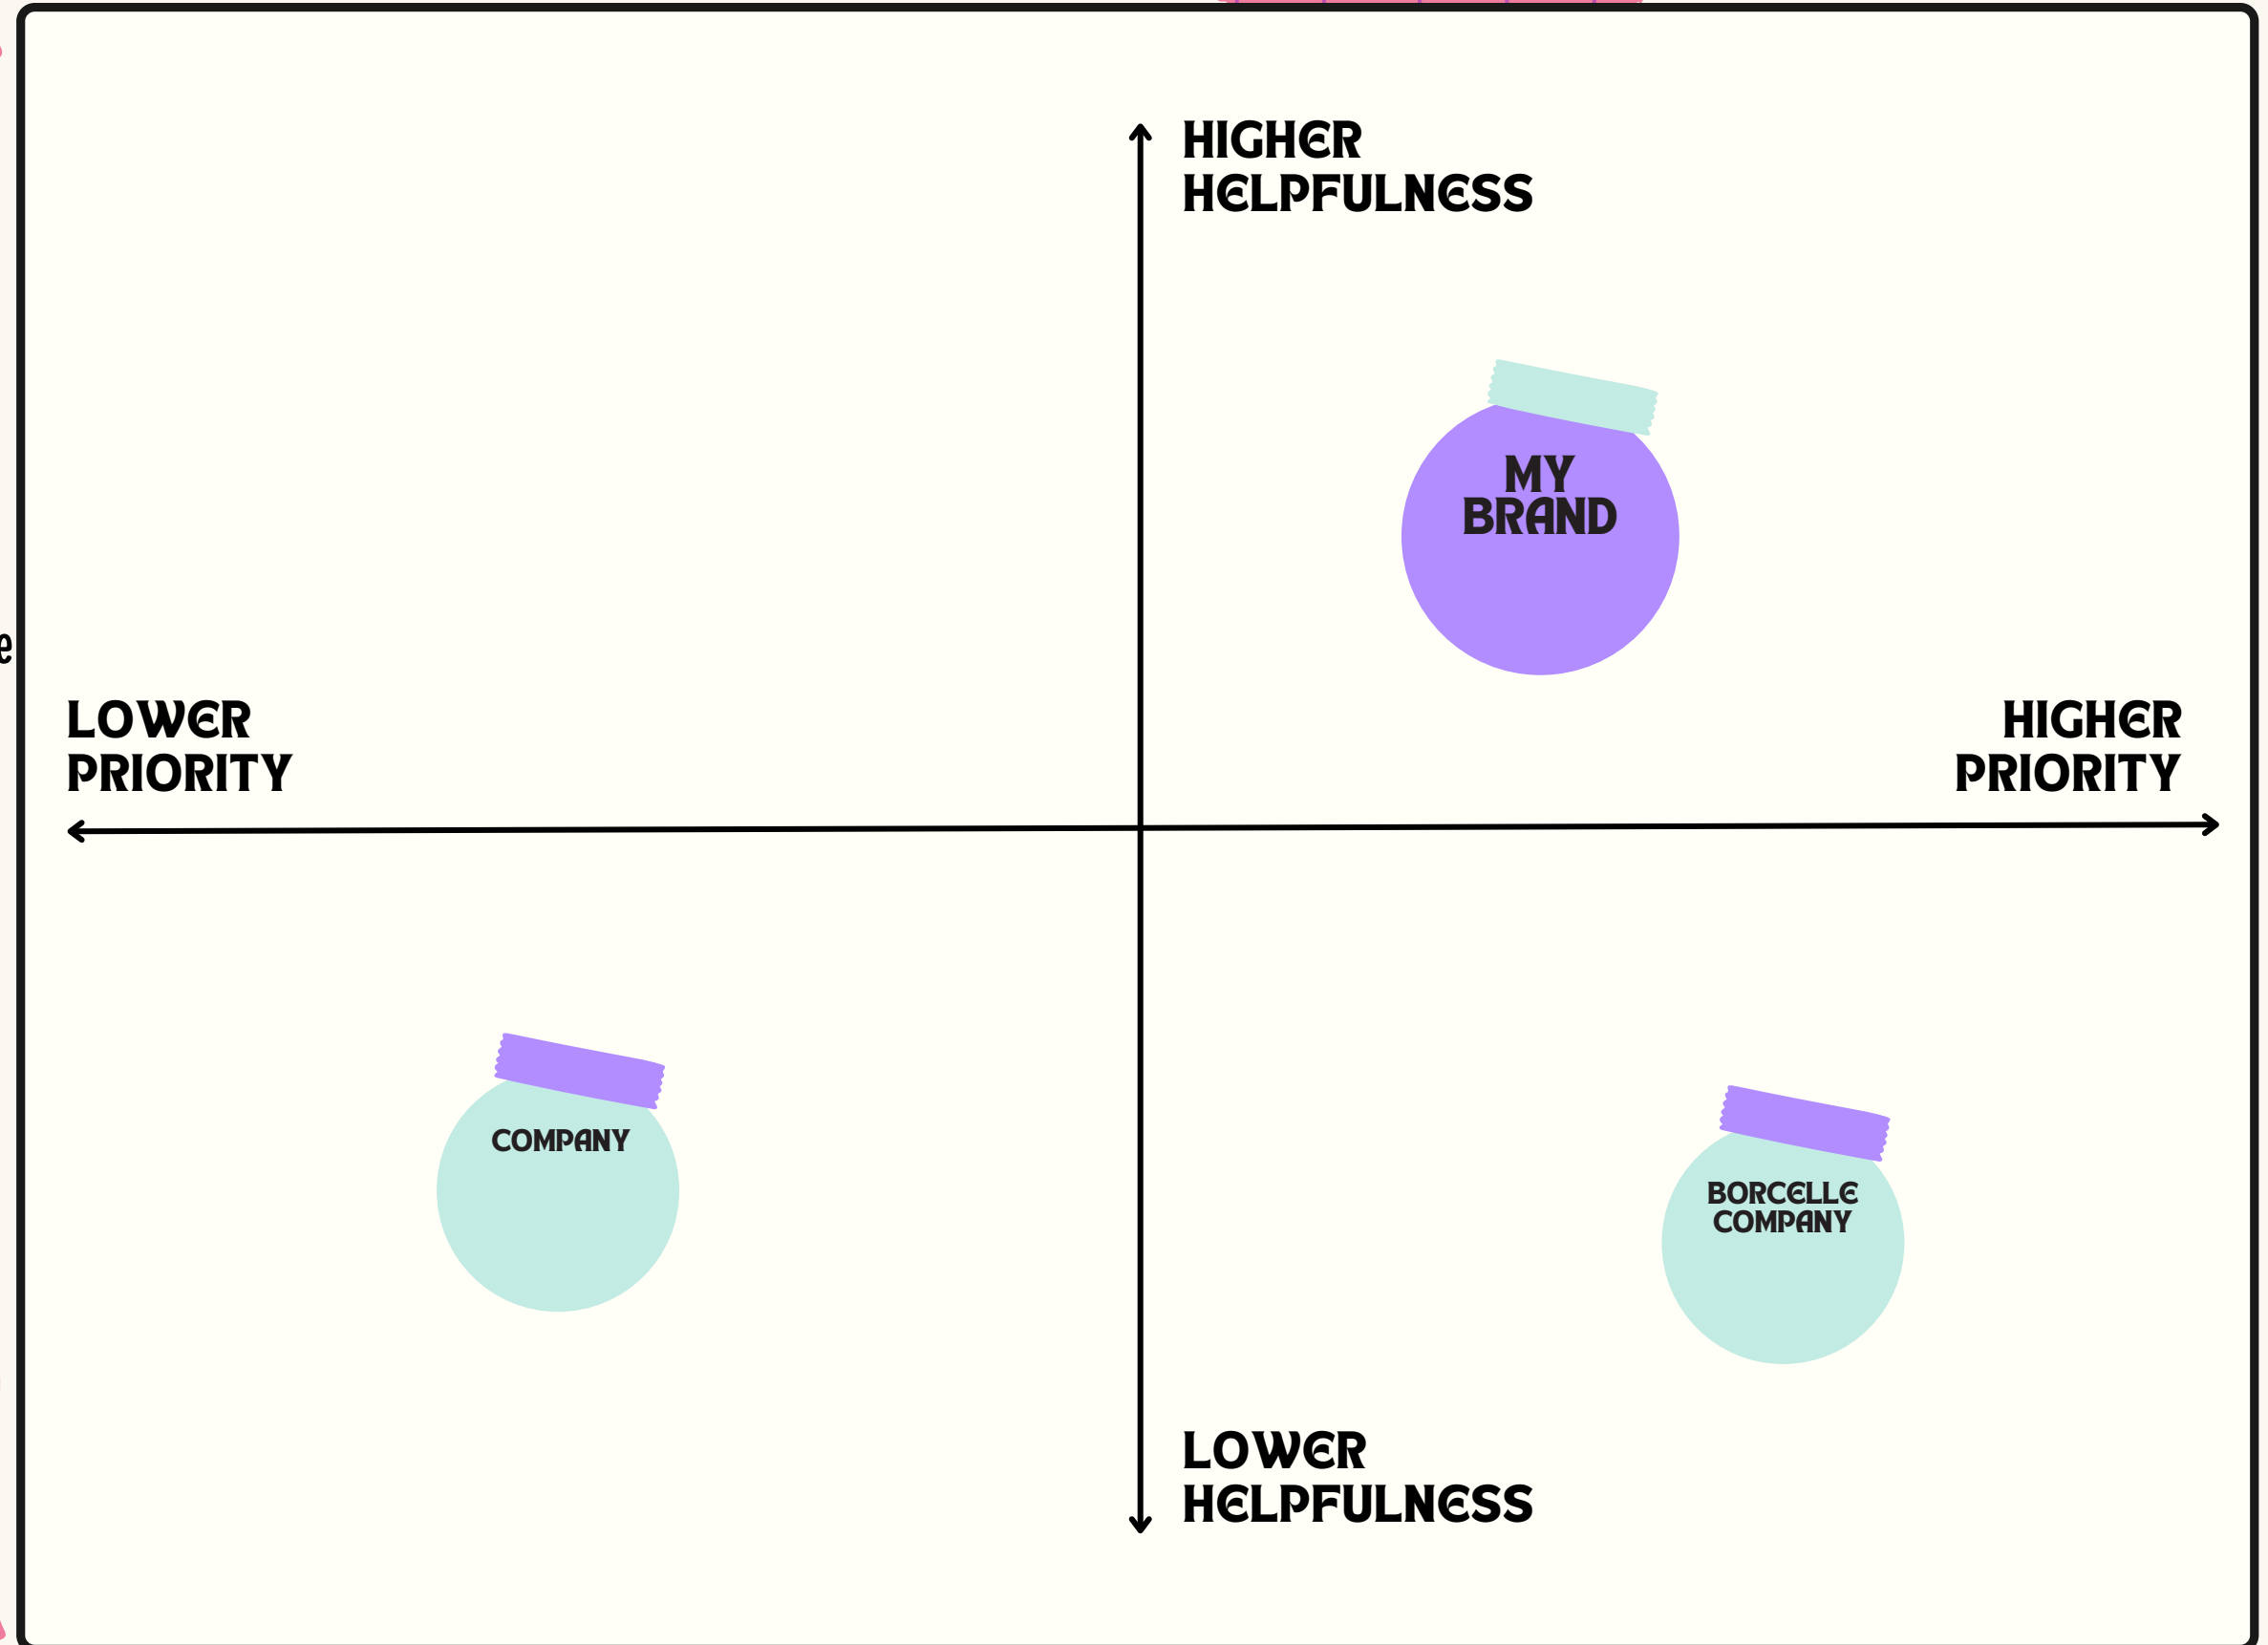 HIGHER
HELPFULNESS
MY
BRAND
e
LOWER
PRIORITY
HIGHER
PRIORITY
COMPANY
BORCELLE
COMPANY
LOWER
HELPFULNESS